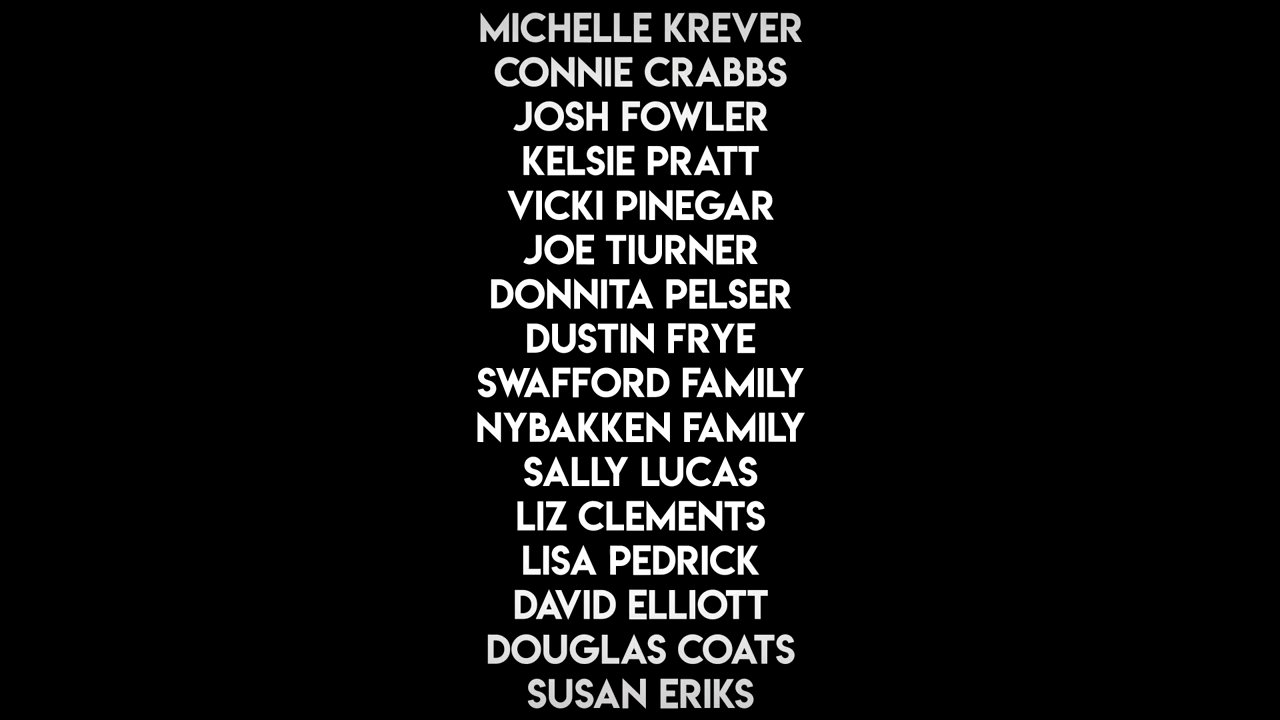 MICHELLE KREVER
CONNIE CRABBS
JOSH FOWLER
KELSIE PRATT
VICKI PINEGAR
JOE TIURNER
DONNITA PELSER
DUSTIN FRYE
SWAFFORD FAMILY
NYBAKKEN FAMILY
SALLY LUCAS
LIZ CLEMENTS
LISA PEDRICK
DAVID ELLIOTT
DOUGLAS COATS
SUSAN ERIKS